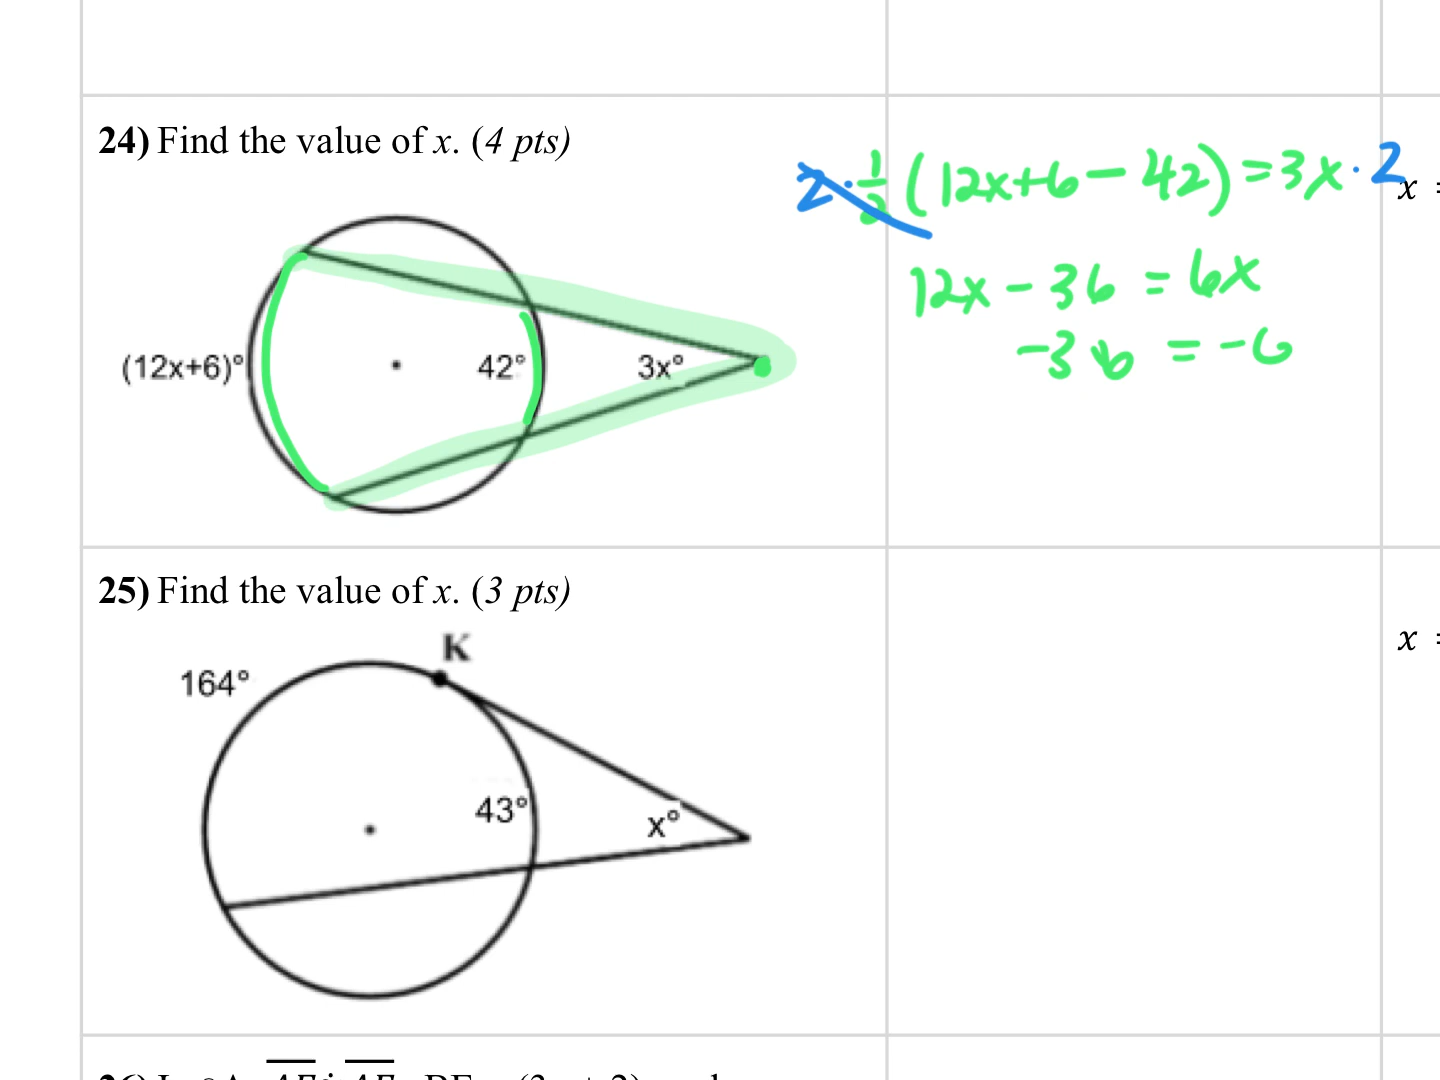 24) Find the value of x. (4 pts)
2 · 1/2 (12x+6 - 42) = 3x · 2
x =
12x - 36 = 6x
-36 = -6
(12x+6)°
42°
3x°
25) Find the value of x. (3 pts)
K
x =
164°
43°
x°